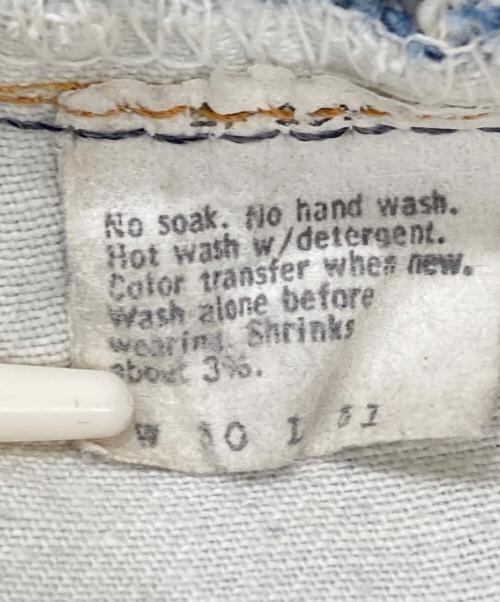 No soak. No hand wash.
Hot wash w/detergent.
Color transfer when new.
Wash alone before
wearing. Shrinks
about 3%.
W